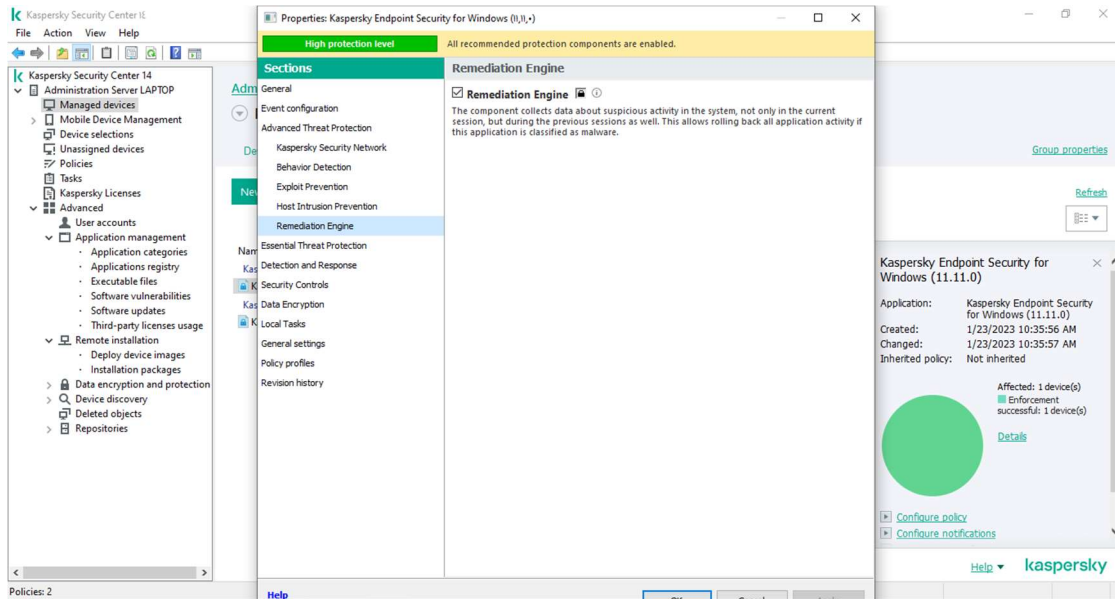 Kaspersky Security Center
File Action View Help
Kaspersky Security Center 14
Administration Server LAPTOP
Managed devices
Mobile Device Management
Device selections
Unassigned devices
Policies
Tasks
Kaspersky Licenses
Advanced
User accounts
Application management
Application categories
Applications registry
Executable files
Software vulnerabilities
Software updates
Third-party licenses usage
Remote installation
Deploy device images
Installation packages
Data encryption and protection
Device discovery
Deleted objects
Repositories
Policies: 2
Properties: Kaspersky Endpoint Security for Windows (11,11,•)
High protection level
All recommended protection components are enabled.
Sections
General
Event configuration
Advanced Threat Protection
Kaspersky Security Network
Behavior Detection
Exploit Prevention
Host Intrusion Prevention
Remediation Engine
Essential Threat Protection
Detection and Response
Security Controls
Data Encryption
Local Tasks
General settings
Policy profiles
Revision history
Remediation Engine
Remediation Engine
The component collects data about suspicious activity in the system, not only in the current
session, but during the previous sessions as well. This allows rolling back all application activity if
this application is classified as malware.
Help
Group properties
Refresh
Kaspersky Endpoint Security for
Windows (11.11.0)
Application: Kaspersky Endpoint Security
for Windows (11.11.0)
Created: 1/23/2023 10:35:56 AM
Changed: 1/23/2023 10:35:57 AM
Inherited policy: Not inherited
Affected: 1 device(s)
Enforcement
successful: 1 device(s)
Details
Configure policy
Configure notifications
Help
kaspersky